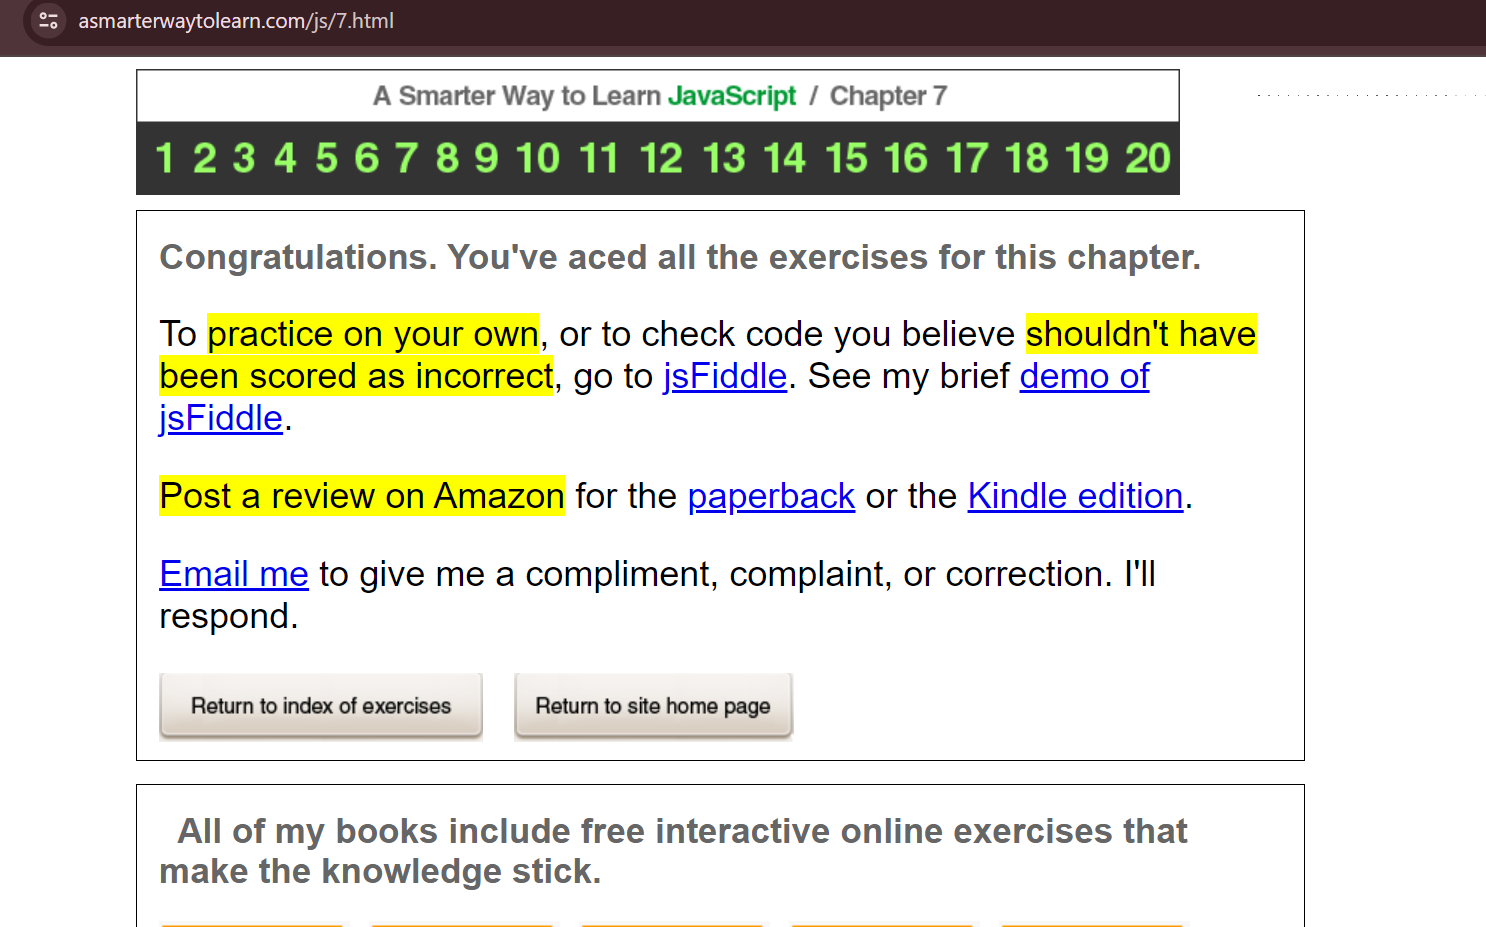 asmarterwaytolearn.com/js/7.html
A Smarter Way to Learn JavaScript / Chapter 7
1 2 3 4 5 6 7 8 9 10 11 12 13 14 15 16 17 18 19 20
Congratulations. You've aced all the exercises for this chapter.
To practice on your own, or to check code you believe shouldn't have
been scored as incorrect, go to jsFiddle. See my brief demo of
jsFiddle.
Post a review on Amazon for the paperback or the Kindle edition.
Email me to give me a compliment, complaint, or correction. I'll
respond.
Return to index of exercises
Return to site home page
All of my books include free interactive online exercises that
make the knowledge stick.